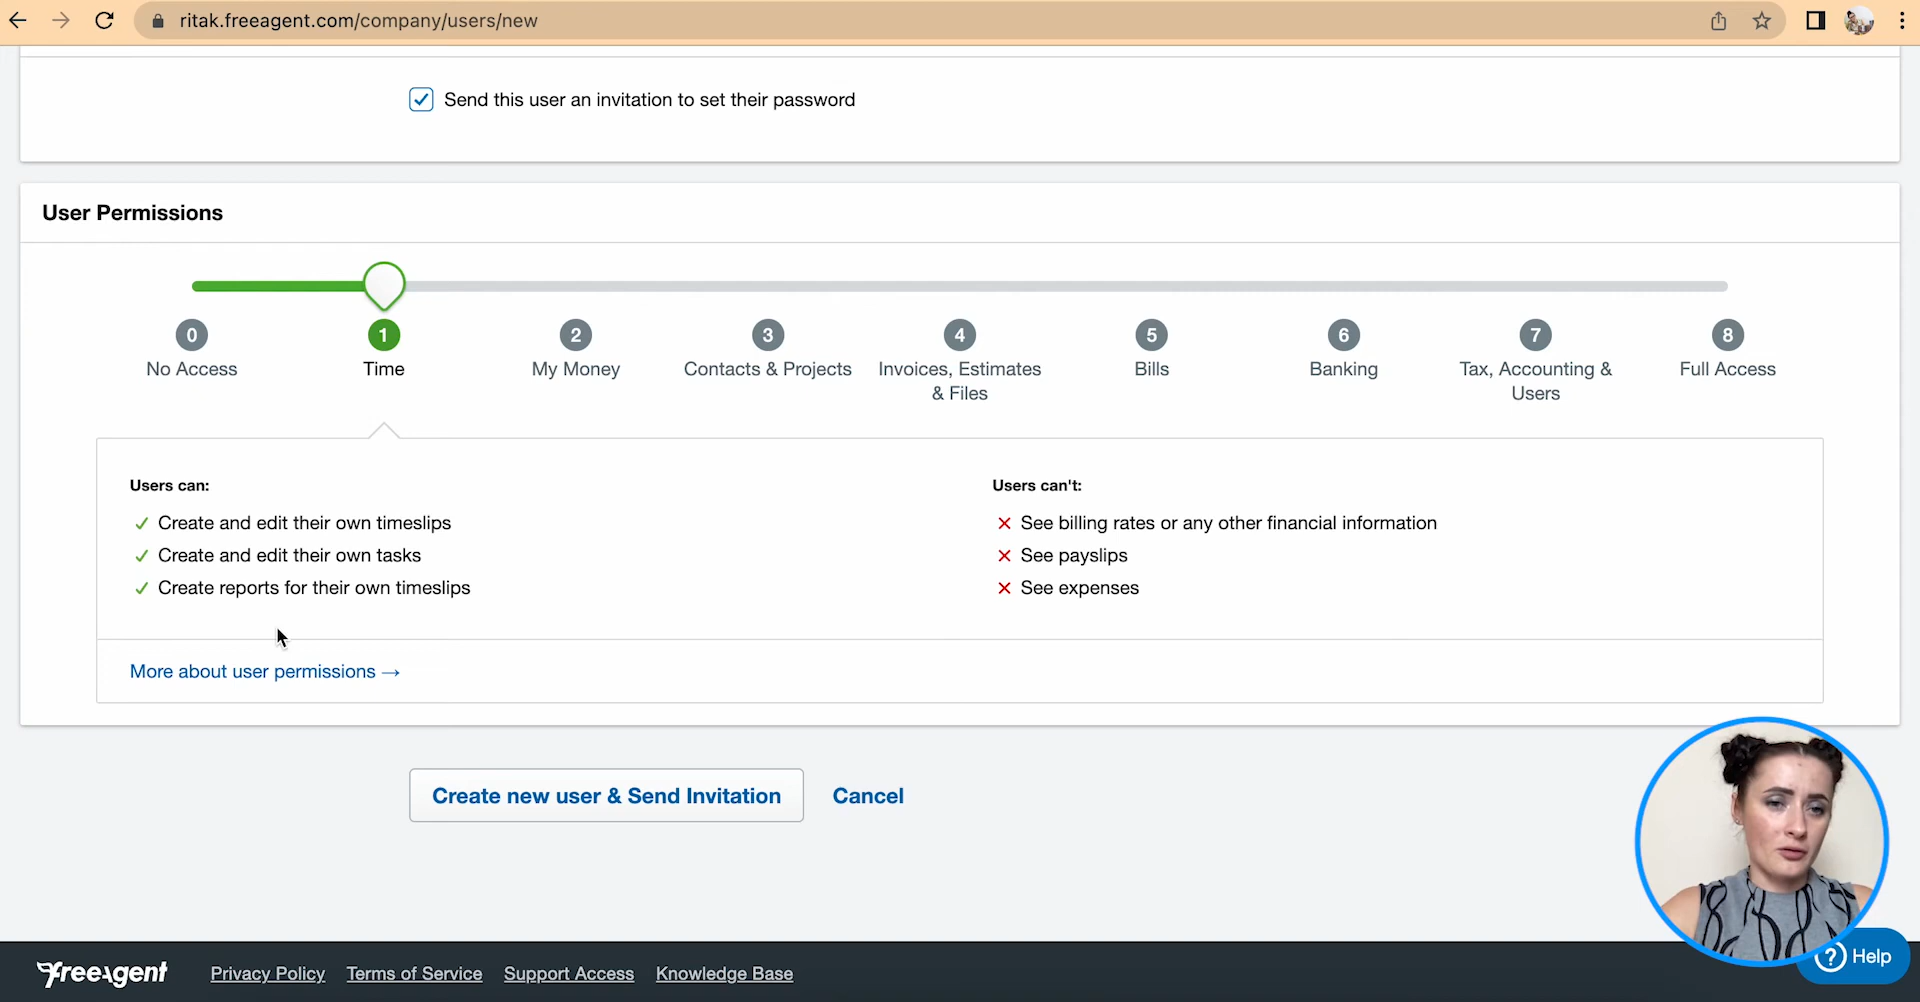 ritak.freeagent.com/company/users/new
Send this user an invitation to set their password
User Permissions
0 1 2 3 4 5 6 7 8
No Access Time My Money Contacts & Projects Invoices, Estimates Bills Banking Tax, Accounting & Full Access
& Files Users
Users can: Users can't:
Create and edit their own timeslips See billing rates or any other financial information
Create and edit their own tasks See payslips
Create reports for their own timeslips See expenses
More about user permissions →
Create new user & Send Invitation Cancel
freeagent Privacy Policy Terms of Service Support Access Knowledge Base ? Help